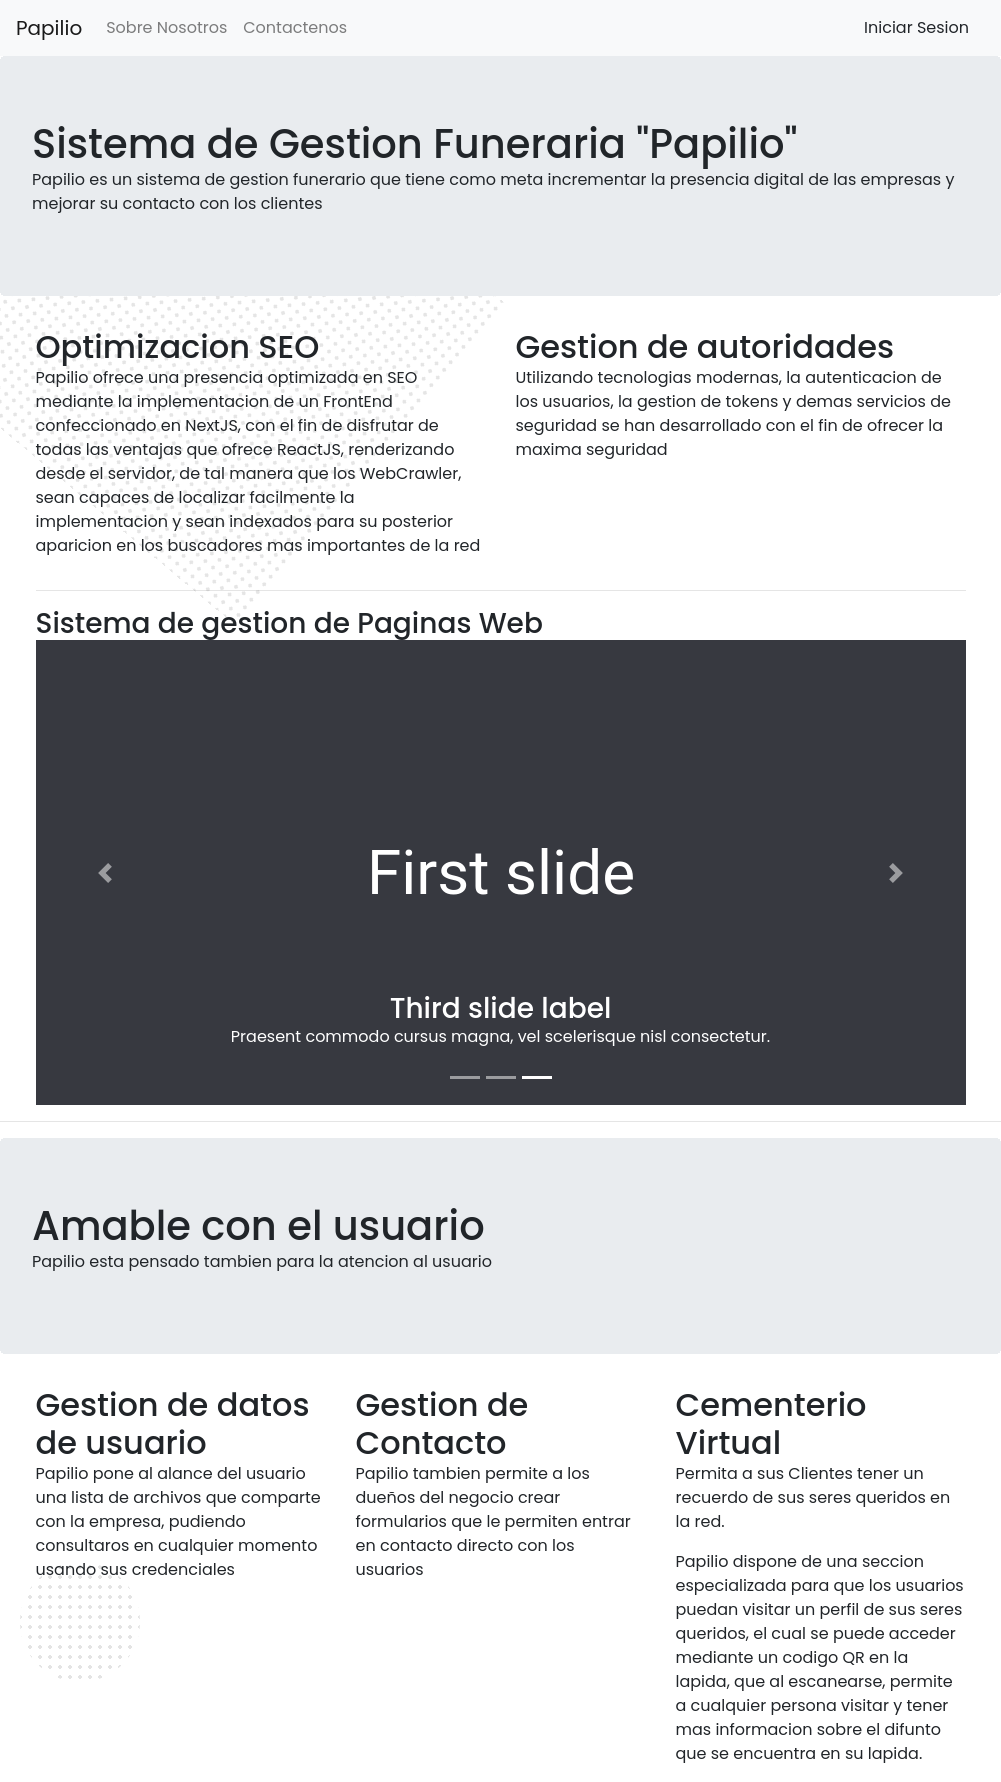 Papilio Sobre Nosotros Contactenos Iniciar Sesion
Sistema de Gestion Funeraria "Papilio"
Papilio es un sistema de gestion funerario que tiene como meta incrementar la presencia digital de las empresas y
mejorar su contacto con los clientes
Optimizacion SEO
Papilio ofrece una presencia optimizada en SEO
mediante la implementacion de un FrontEnd
confeccionado en NextJS, con el fin de disfrutar de
todas las ventajas que ofrece ReactJS, renderizando
desde el servidor, de tal manera que los WebCrawler,
sean capaces de localizar facilmente la
implementacion y sean indexados para su posterior
aparicion en los buscadores mas importantes de la red
Gestion de autoridades
Utilizando tecnologias modernas, la autenticacion de
los usuarios, la gestion de tokens y demas servicios de
seguridad se han desarrollado con el fin de ofrecer la
maxima seguridad
Sistema de gestion de Paginas Web
First slide
Third slide label
Praesent commodo cursus magna, vel scelerisque nisl consectetur.
Amable con el usuario
Papilio esta pensado tambien para la atencion al usuario
Gestion de datos
de usuario
Papilio pone al alance del usuario
una lista de archivos que comparte
con la empresa, pudiendo
consultaros en cualquier momento
usando sus credenciales
Gestion de
Contacto
Papilio tambien permite a los
dueños del negocio crear
formularios que le permiten entrar
en contacto directo con los
usuarios
Cementerio
Virtual
Permita a sus Clientes tener un
recuerdo de sus seres queridos en
la red.
Papilio dispone de una seccion
especializada para que los usuarios
puedan visitar un perfil de sus seres
queridos, el cual se puede acceder
mediante un codigo QR en la
lapida, que al escanearse, permite
a cualquier persona visitar y tener
mas informacion sobre el difunto
que se encuentra en su lapida.